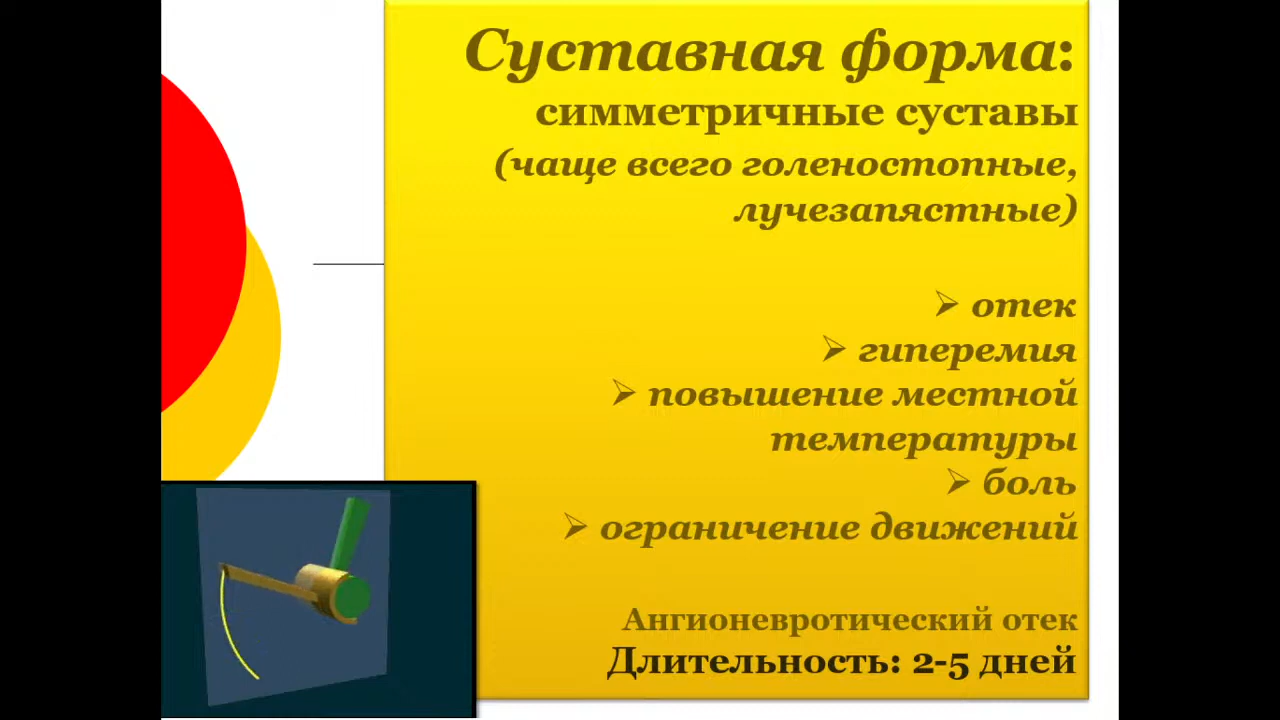 Суставная форма:
симметричные суставы
(чаще всего голеностопные,
лучезапястные)
➢ отек
➢ гиперемия
➢ повышение местной
температуры
➢ боль
➢ ограничение движений
Ангионевротический отек
Длительность: 2-5 дней